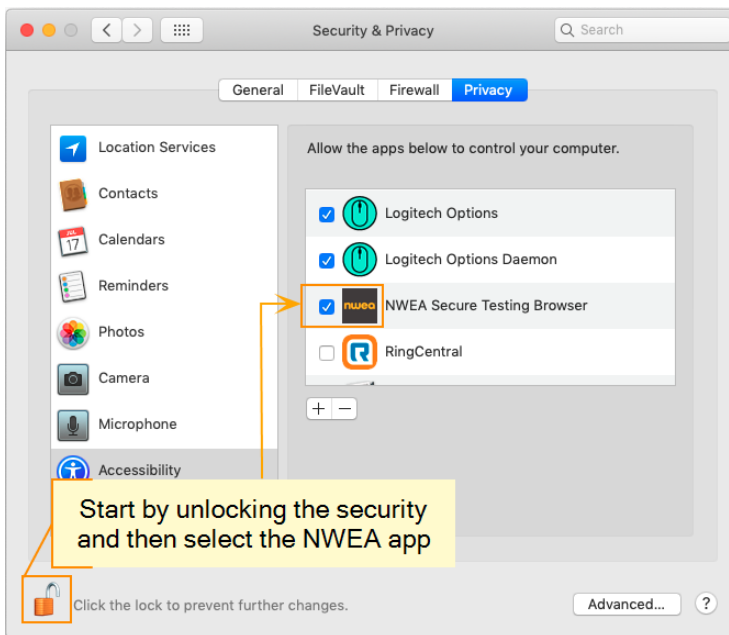 Security & Privacy
Search
General FileVault Firewall Privacy
Location Services
Contacts
JUL
17
Calendars
Reminders
Photos
Camera
Microphone
Accessibility
Allow the apps below to control your computer.
Logitech Options
Logitech Options Daemon
nwea NWEA Secure Testing Browser
R RingCentral
+ −
Start by unlocking the security
and then select the NWEA app
Click the lock to prevent further changes.
Advanced... ?